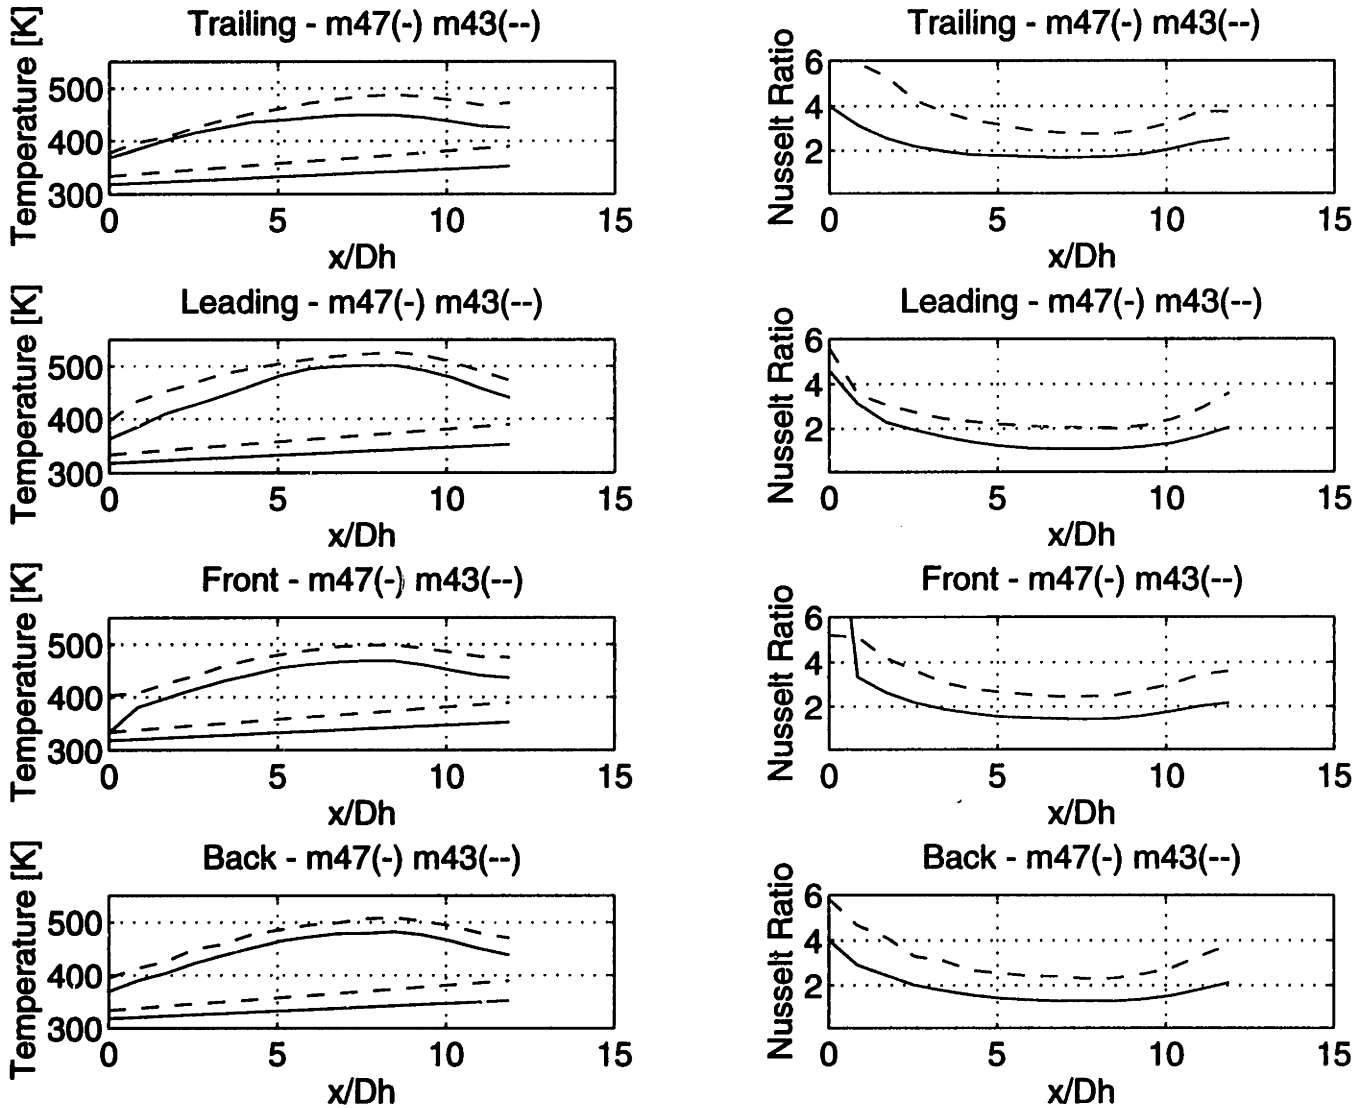 Trailing - m47(-) m43(--)
Temperature [K]
500
400
300
0 5 10 15
x/Dh
Trailing - m47(-) m43(--)
Nusselt Ratio
6
4
2
0 5 10 15
x/Dh
Leading - m47(-) m43(--)
Temperature [K]
500
400
300
0 5 10 15
x/Dh
Leading - m47(-) m43(--)
Nusselt Ratio
6
4
2
0 5 10 15
x/Dh
Front - m47(-) m43(--)
Temperature [K]
500
400
300
0 5 10 15
x/Dh
Front - m47(-) m43(--)
Nusselt Ratio
6
4
2
0 5 10 15
x/Dh
Back - m47(-) m43(--)
Temperature [K]
500
400
300
0 5 10 15
x/Dh
Back - m47(-) m43(--)
Nusselt Ratio
6
4
2
0 5 10 15
x/Dh